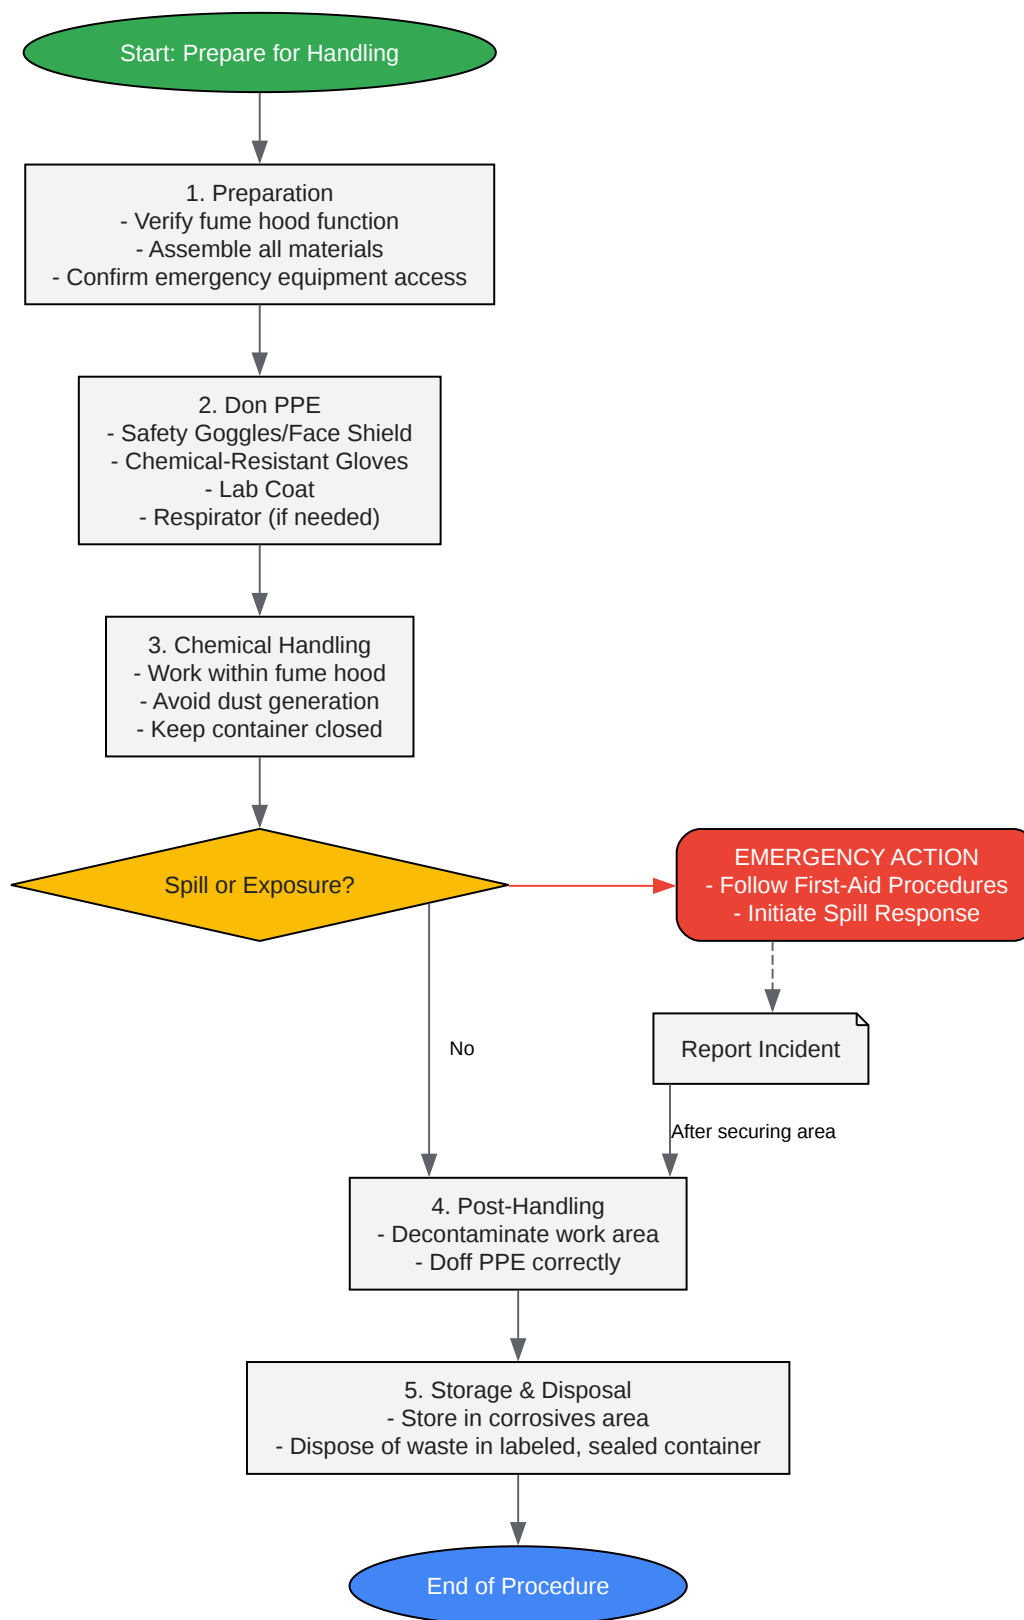 Start: Prepare for Handling
1. Preparation
- Verify fume hood function
- Assemble all materials
- Confirm emergency equipment access
2. Don PPE
- Safety Goggles/Face Shield
- Chemical-Resistant Gloves
- Lab Coat
- Respirator (if needed)
3. Chemical Handling
- Work within fume hood
- Avoid dust generation
- Keep container closed
Spill or Exposure?
EMERGENCY ACTION
- Follow First-Aid Procedures
- Initiate Spill Response
No
Report Incident
After securing area
4. Post-Handling
- Decontaminate work area
- Doff PPE correctly
5. Storage & Disposal
- Store in corrosives area
- Dispose of waste in labeled, sealed container
End of Procedure